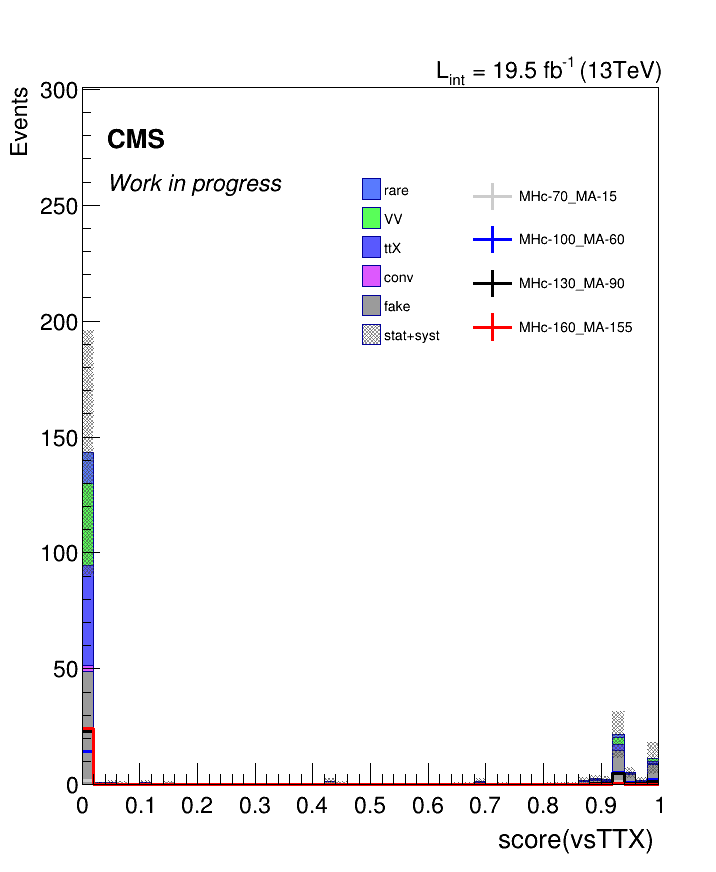 L_int = 19.5 fb^-1 (13TeV)
Events
300
250
200
150
100
50
0
CMS
Work in progress
rare
VV
ttX
conv
fake
stat+syst
MHc-70_MA-15
MHc-100_MA-60
MHc-130_MA-90
MHc-160_MA-155
0 0.1 0.2 0.3 0.4 0.5 0.6 0.7 0.8 0.9 1
score(vsTTX)